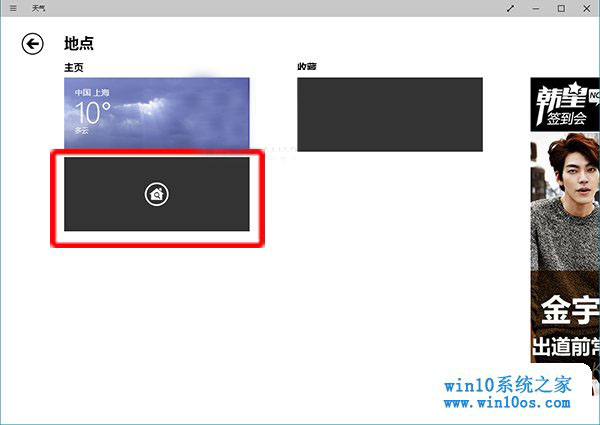 天气
地点
主页
收藏
中国 上海
10°
多云
韩星
签到会
金宇
出道前常
win10系统之家
www.win10os.com